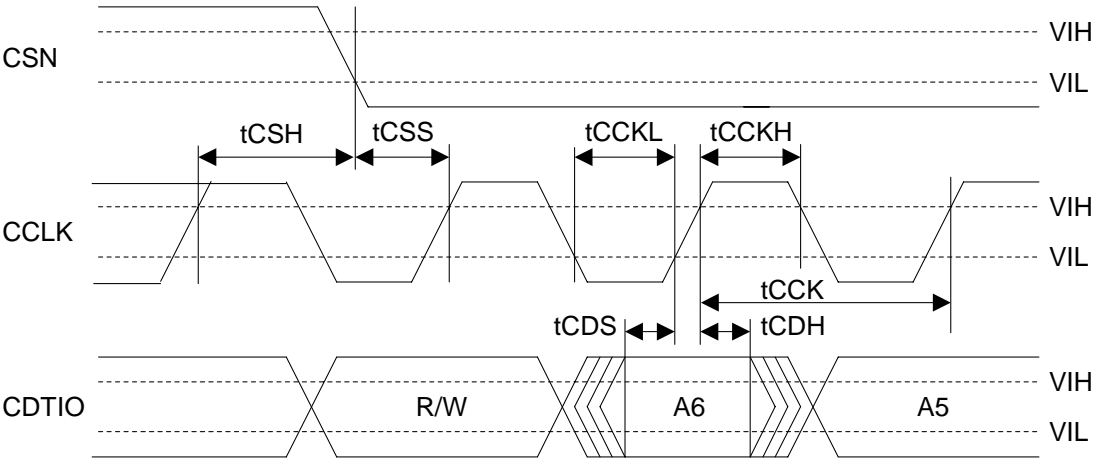 VIH
CSN
VIL
tCSH tCSS tCCKL tCCKH
VIH
CCLK
VIL
tCCK
tCDS tCDH
VIH
CDTIO R/W A6 A5
VIL